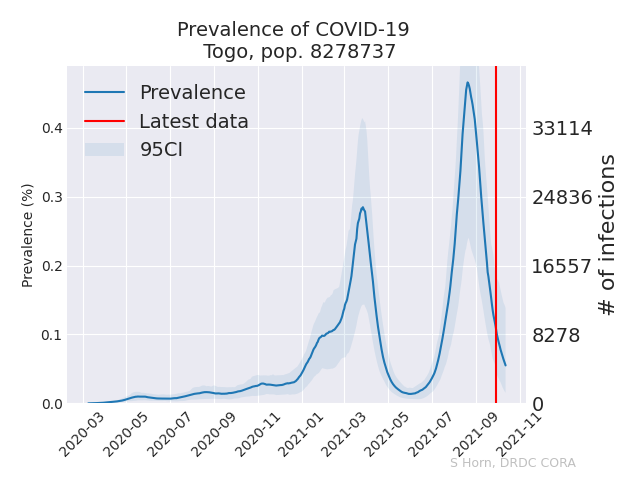 Prevalence of COVID-19
Togo, pop. 8278737
Prevalence
Latest data
95CI
Prevalence (%)
0.4
0.3
0.2
0.1
0.0
33114
24836
16557
8278
0
# of infections
2020-03
2020-05
2020-07
2020-09
2020-11
2021-01
2021-03
2021-05
2021-07
2021-09
2021-11
S Horn, DRDC CORA